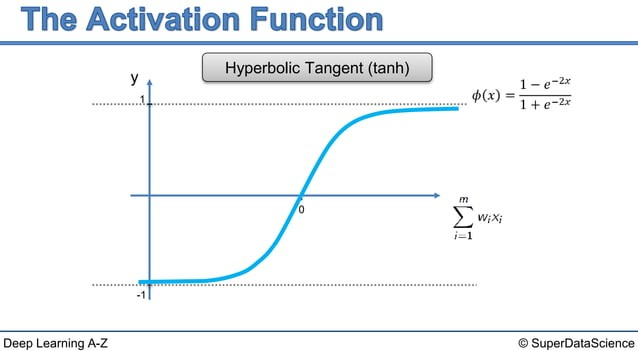 The Activation Function
Hyperbolic Tangent (tanh)
y
1
ϕ(x) = (1 − e^{−2x}) / (1 + e^{−2x})
0
∑_{i=1}^{m} w_i x_i
-1
Deep Learning A-Z
© SuperDataScience